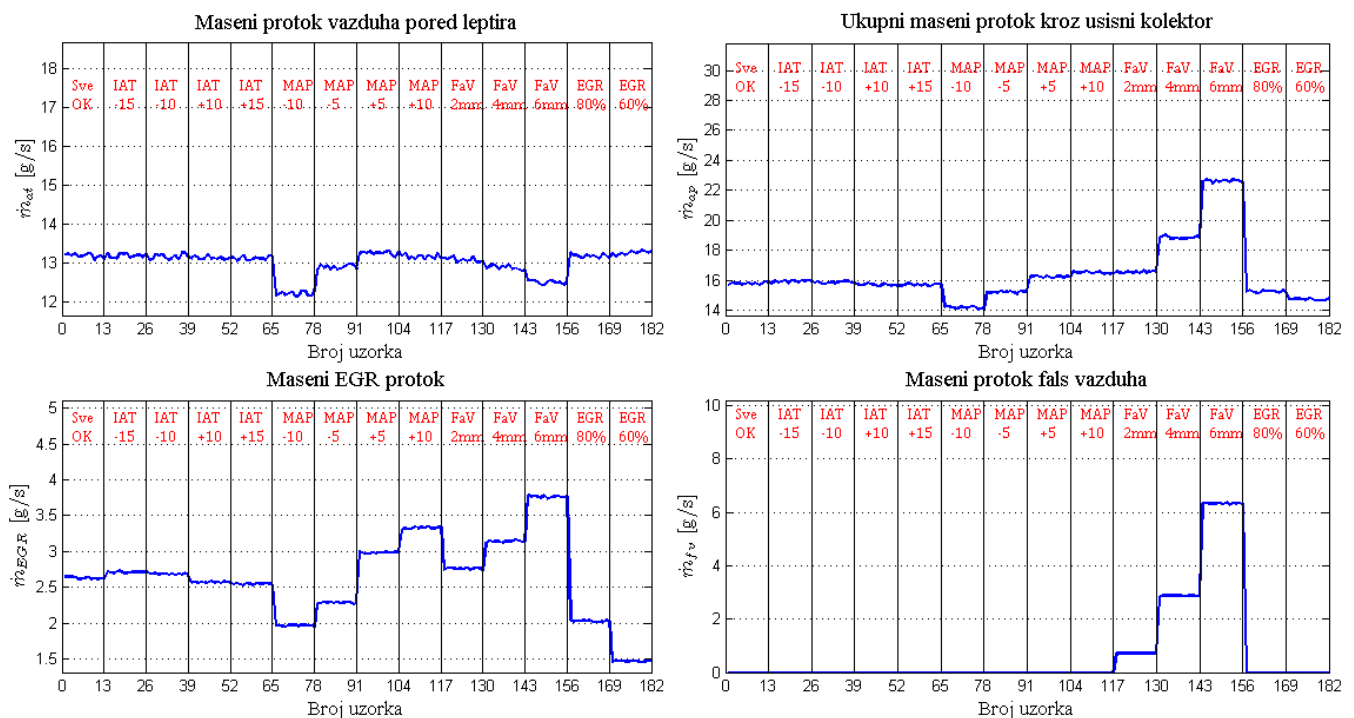 Maseni protok vazduha pored leptira
18
17
16
15
14
13
12
Sve IAT IAT IAT IAT MAP MAP MAP MAP FaV FaV FaV EGR EGR
OK -15 -10 +10 +15 -10 -5 +5 +10 2mm 4mm 6mm 80% 60%
ṁat [g/s]
0 13 26 39 52 65 78 91 104 117 130 143 156 169 182
Broj uzorka
Ukupni maseni protok kroz usisni kolektor
30
28
26
24
22
20
18
16
14
Sve IAT IAT IAT IAT MAP MAP MAP MAP FaV FaV FaV EGR EGR
OK -15 -10 +10 +15 -10 -5 +5 +10 2mm 4mm 6mm 80% 60%
ṁap [g/s]
0 13 26 39 52 65 78 91 104 117 130 143 156 169 182
Broj uzorka
Maseni EGR protok
5
4.5
4
3.5
3
2.5
2
1.5
Sve IAT IAT IAT IAT MAP MAP MAP MAP FaV FaV FaV EGR EGR
OK -15 -10 +10 +15 -10 -5 +5 +10 2mm 4mm 6mm 80% 60%
ṁEGR [g/s]
0 13 26 39 52 65 78 91 104 117 130 143 156 169 182
Broj uzorka
Maseni protok fals vazduha
10
8
6
4
2
0
Sve IAT IAT IAT IAT MAP MAP MAP MAP FaV FaV FaV EGR EGR
OK -15 -10 +10 +15 -10 -5 +5 +10 2mm 4mm 6mm 80% 60%
ṁfv [g/s]
0 13 26 39 52 65 78 91 104 117 130 143 156 169 182
Broj uzorka